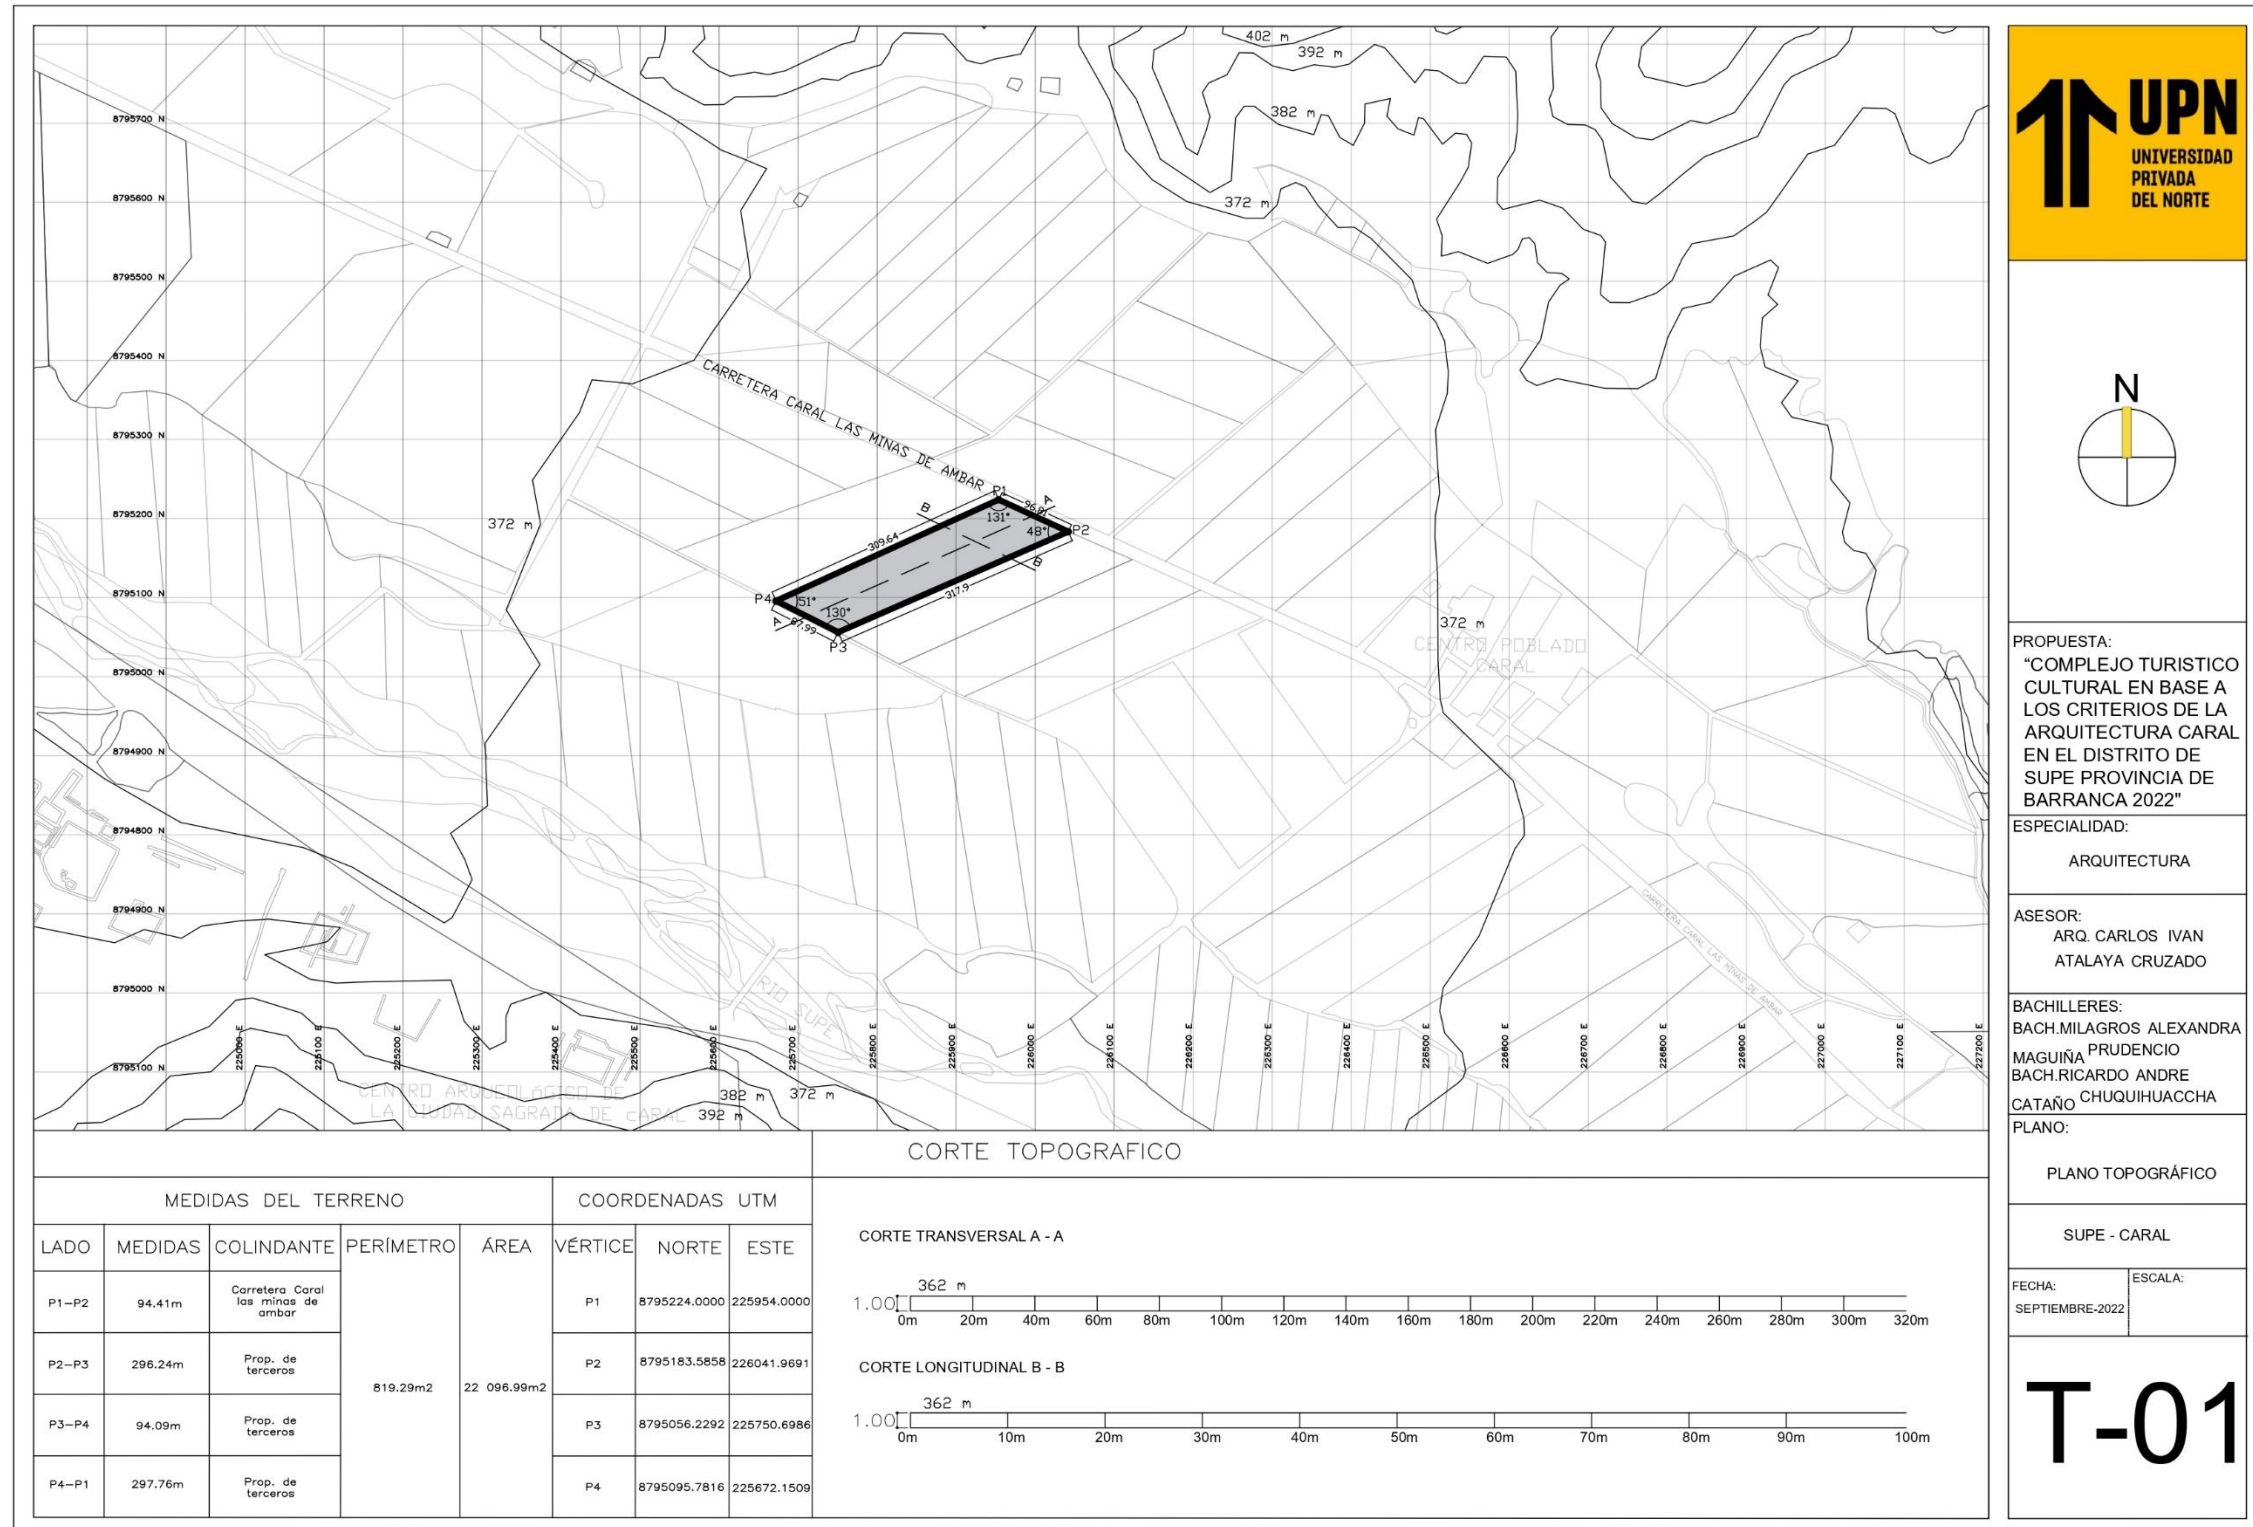 402 m
392 m
382 m
372 m
8795700 N
8795600 N
8795500 N
8795400 N
8795300 N
8795200 N
8795100 N
8795000 N
8794900 N
8794800 N
8794900 N
8795000 N
8795100 N
CARRETERA CARAL LAS MINAS DE AMBAR
372 m
P1
96.81
A
B
131°
48°
P2
309.64
B
317.9
P4
51°
130°
A
87.99
P3
372 m
CENTRO POBLADO
CARAL
CARRETERA CARAL LAS MINAS DE AMBAR
RIO SUPE
225000 E
225100 E
225200 E
225300 E
225400 E
225500 E
225600 E
225700 E
225800 E
225900 E
226000 E
226100 E
226200 E
226300 E
226400 E
226500 E
226600 E
226700 E
226800 E
226900 E
227000 E
227100 E
227200 E
CENTRO ARQUEOLóGICO DE
LA CIUDAD SAGRADA DE cARAL
382 m
372 m
392 m
MEDIDAS DEL TERRENO
COORDENADAS UTM
LADO MEDIDAS COLINDANTE PERÍMETRO ÁREA VÉRTICE NORTE ESTE
P1-P2 94.41m Carretera Caral
las minas de
ambar
P1 8795224.0000 225954.0000
P2-P3 296.24m Prop. de
terceros
P2 8795183.5858 226041.9691
819.29m2 22 096.99m2
P3-P4 94.09m Prop. de
terceros
P3 8795056.2292 225750.6986
P4-P1 297.76m Prop. de
terceros
P4 8795095.7816 225672.1509
CORTE TOPOGRAFICO
CORTE TRANSVERSAL A - A
362 m
1.00
0m 20m 40m 60m 80m 100m 120m 140m 160m 180m 200m 220m 240m 260m 280m 300m 320m
CORTE LONGITUDINAL B - B
362 m
1.00
0m 10m 20m 30m 40m 50m 60m 70m 80m 90m 100m
UPN
UNIVERSIDAD
PRIVADA
DEL NORTE
N
PROPUESTA:
“COMPLEJO TURISTICO
CULTURAL EN BASE A
LOS CRITERIOS DE LA
ARQUITECTURA CARAL
EN EL DISTRITO DE
SUPE PROVINCIA DE
BARRANCA 2022"
ESPECIALIDAD:
ARQUITECTURA
ASESOR:
ARQ. CARLOS IVAN
ATALAYA CRUZADO
BACHILLERES:
BACH.MILAGROS ALEXANDRA
MAGUIÑA PRUDENCIO
BACH.RICARDO ANDRE
CATAÑO CHUQUIHUACCHA
PLANO:
PLANO TOPOGRÁFICO
SUPE - CARAL
FECHA:
SEPTIEMBRE-2022
ESCALA:
T-01